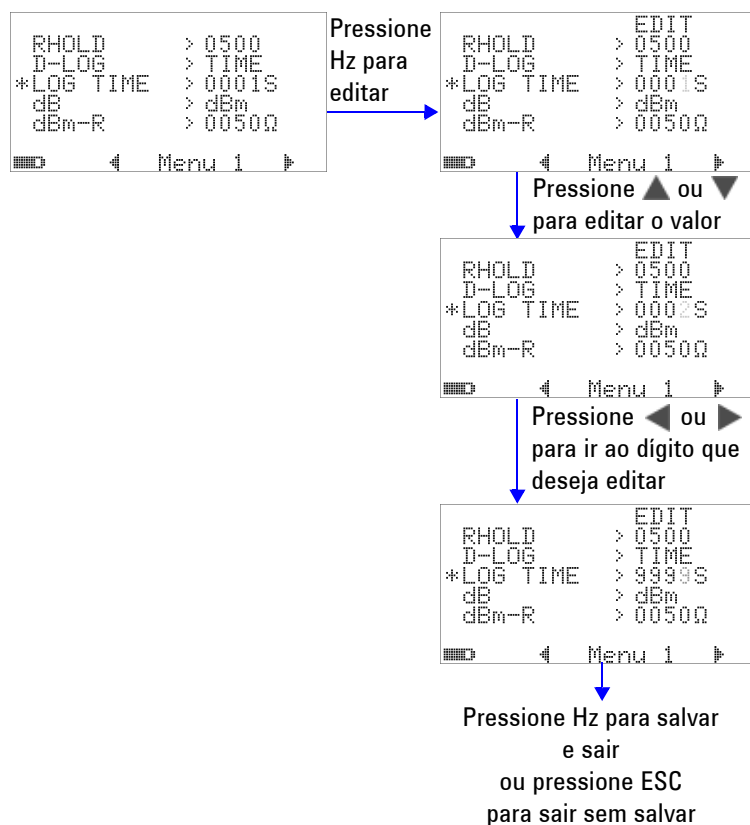 RHOLD > 0500
D-LOG > TIME
*LOG TIME > 0001S
dB > dBm
dBm-R > 0050Ω
Menu 1
Pressione
Hz para
editar
EDIT
RHOLD > 0500
D-LOG > TIME
*LOG TIME > 0001S
dB > dBm
dBm-R > 0050Ω
Menu 1
Pressione ▲ ou ▼
para editar o valor
EDIT
RHOLD > 0500
D-LOG > TIME
*LOG TIME > 0002S
dB > dBm
dBm-R > 0050Ω
Menu 1
Pressione ◀ ou ▶
para ir ao dígito que
deseja editar
EDIT
RHOLD > 0500
D-LOG > TIME
*LOG TIME > 9999S
dB > dBm
dBm-R > 0050Ω
Menu 1
Pressione Hz para salvar
e sair
ou pressione ESC
para sair sem salvar